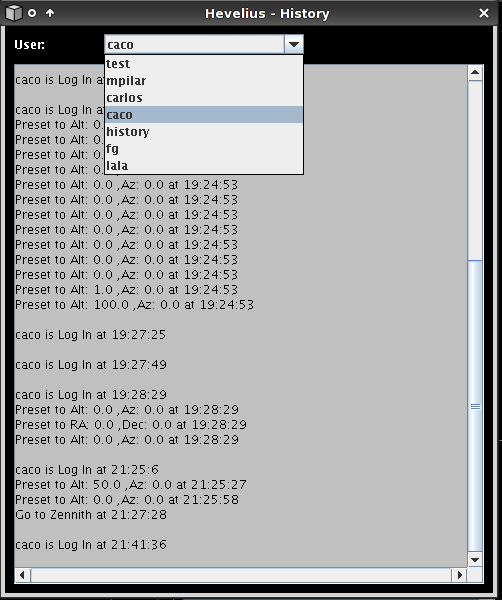 Hevelius - History
User:
caco
test
mpilar
carlos
caco
history
fg
lala
caco is Log In at
caco is Log In at
Preset to Alt: 0.
Preset to Alt: 0.
Preset to Alt: 0.
Preset to Alt: 0.
Preset to Alt: 0.0 ,Az: 0.0 at 19:24:53
Preset to Alt: 0.0 ,Az: 0.0 at 19:24:53
Preset to Alt: 0.0 ,Az: 0.0 at 19:24:53
Preset to Alt: 0.0 ,Az: 0.0 at 19:24:53
Preset to Alt: 0.0 ,Az: 0.0 at 19:24:53
Preset to Alt: 0.0 ,Az: 0.0 at 19:24:53
Preset to Alt: 0.0 ,Az: 0.0 at 19:24:53
Preset to Alt: 1.0 ,Az: 0.0 at 19:24:53
Preset to Alt: 100.0 ,Az: 0.0 at 19:24:53
caco is Log In at 19:27:25
caco is Log In at 19:27:49
caco is Log In at 19:28:29
Preset to Alt: 0.0 ,Az: 0.0 at 19:28:29
Preset to RA: 0.0 ,Dec: 0.0 at 19:28:29
Preset to Alt: 0.0 ,Az: 0.0 at 19:28:29
caco is Log In at 21:25:6
Preset to Alt: 50.0 ,Az: 0.0 at 21:25:27
Preset to Alt: 0.0 ,Az: 0.0 at 21:25:58
Go to Zennith at 21:27:28
caco is Log In at 21:41:36